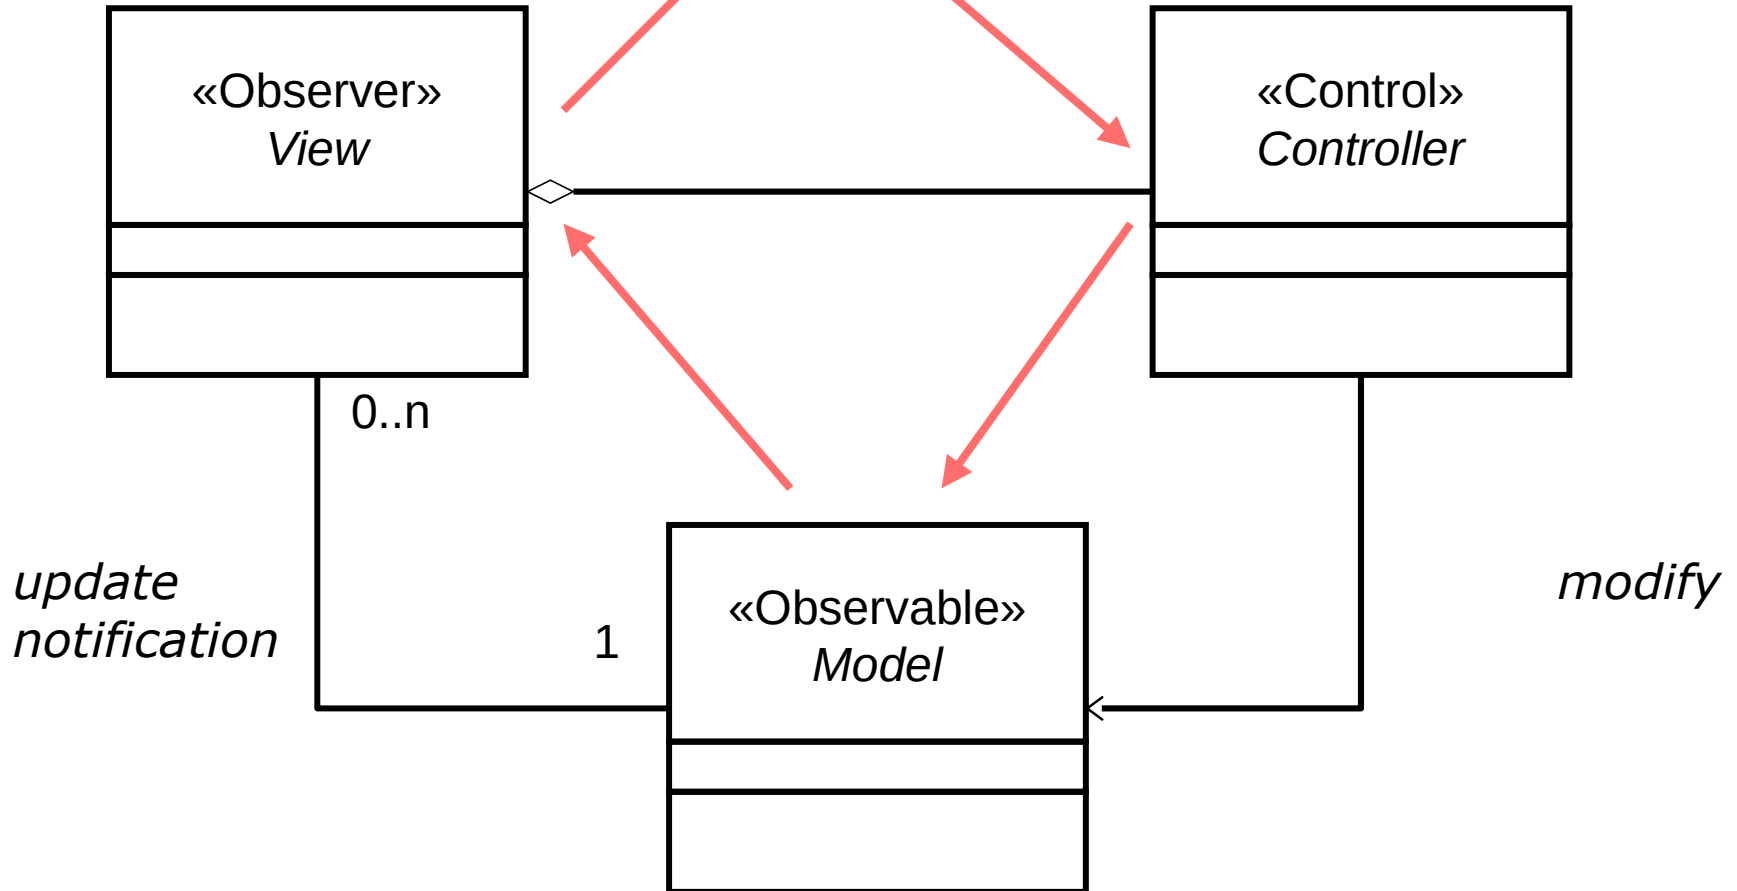 «Observer»
View
«Control»
Controller
0..n
update
notification
1
«Observable»
Model
modify